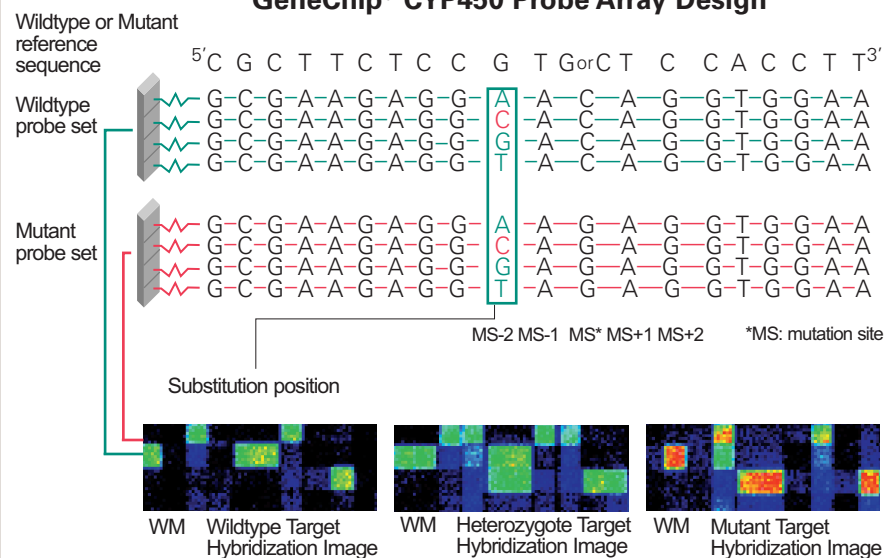 GeneChip® CYP450 Probe Array Design
Wildtype or Mutant
reference
sequence
5′ C G C T T C T C C G T G or C T C C A C C T T 3′
Wildtype
probe set
G-C-G-A-A-G-A-G-G-A-A-C-A-G-G-T-G-G-A-A
G-C-G-A-A-G-A-G-G-C-A-C-A-G-G-T-G-G-A-A
G-C-G-A-A-G-A-G-G-G-A-C-A-G-G-T-G-G-A-A
G-C-G-A-A-G-A-G-G-T-A-C-A-G-G-T-G-G-A-A
Mutant
probe set
G-C-G-A-A-G-A-G-G-A-A-G-A-G-G-T-G-G-A-A
G-C-G-A-A-G-A-G-G-C-A-G-A-G-G-T-G-G-A-A
G-C-G-A-A-G-A-G-G-G-A-G-A-G-G-T-G-G-A-A
G-C-G-A-A-G-A-G-G-T-A-G-A-G-G-T-G-G-A-A
MS-2 MS-1 MS* MS+1 MS+2 *MS: mutation site
Substitution position
WM Wildtype Target
Hybridization Image
WM Heterozygote Target
Hybridization Image
WM Mutant Target
Hybridization Image